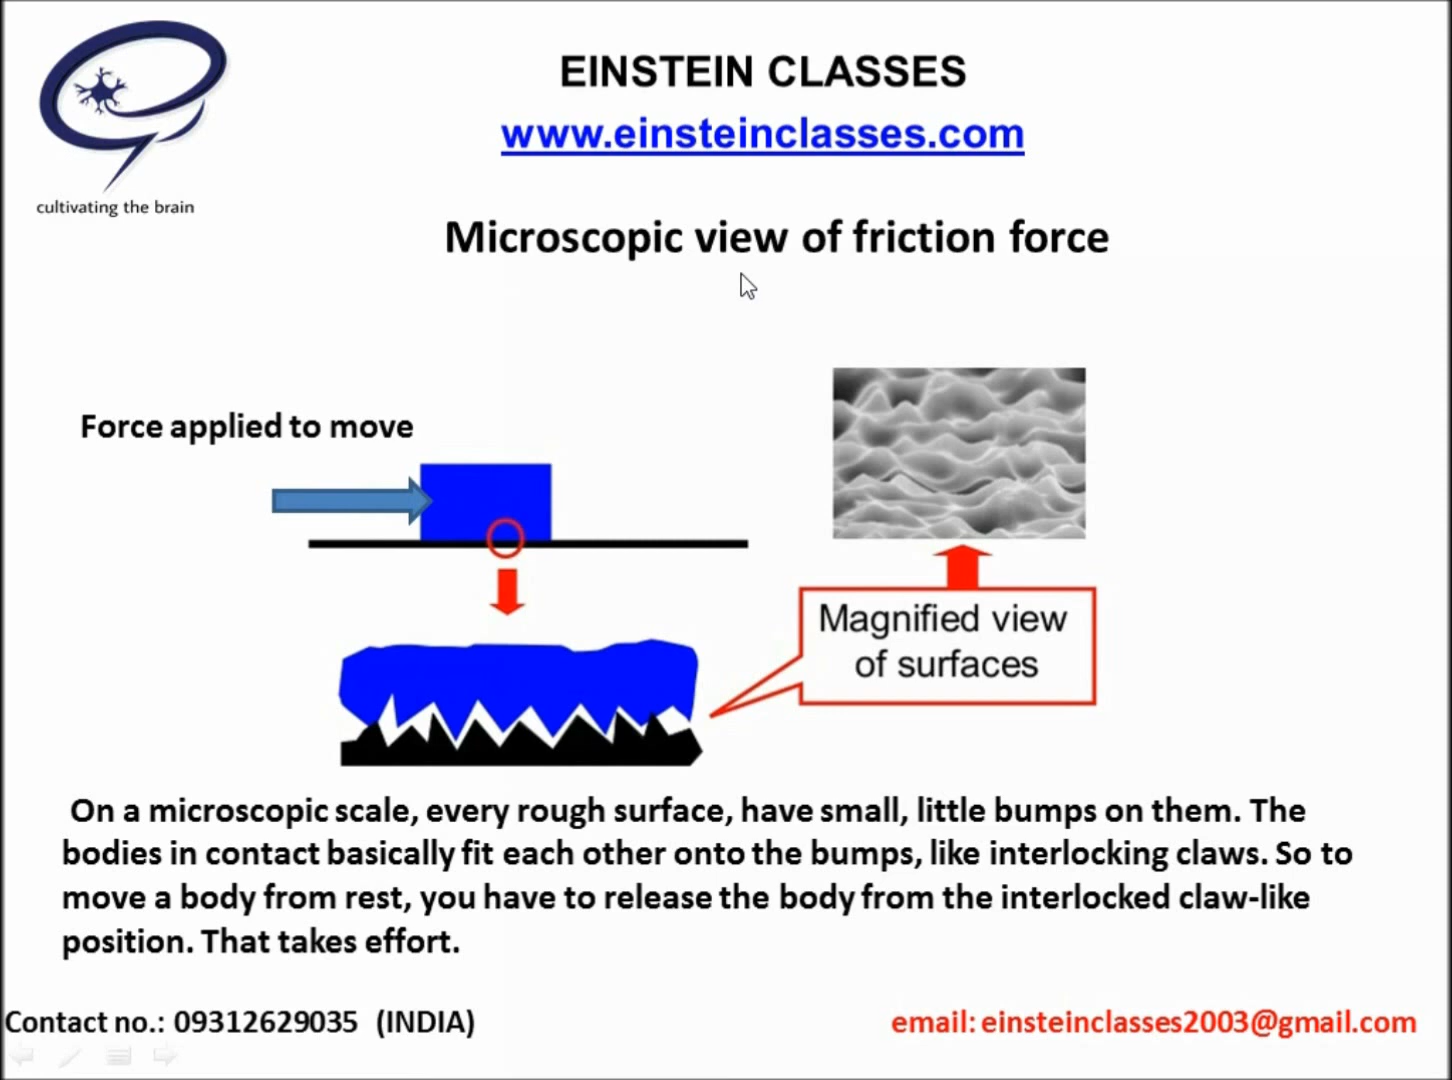 cultivating the brain
EINSTEIN CLASSES
www.einsteinclasses.com
Microscopic view of friction force
Force applied to move
Magnified view
of surfaces
On a microscopic scale, every rough surface, have small, little bumps on them. The
bodies in contact basically fit each other onto the bumps, like interlocking claws. So to
move a body from rest, you have to release the body from the interlocked claw-like
position. That takes effort.
Contact no.: 09312629035 (INDIA)
email: einsteinclasses2003@gmail.com